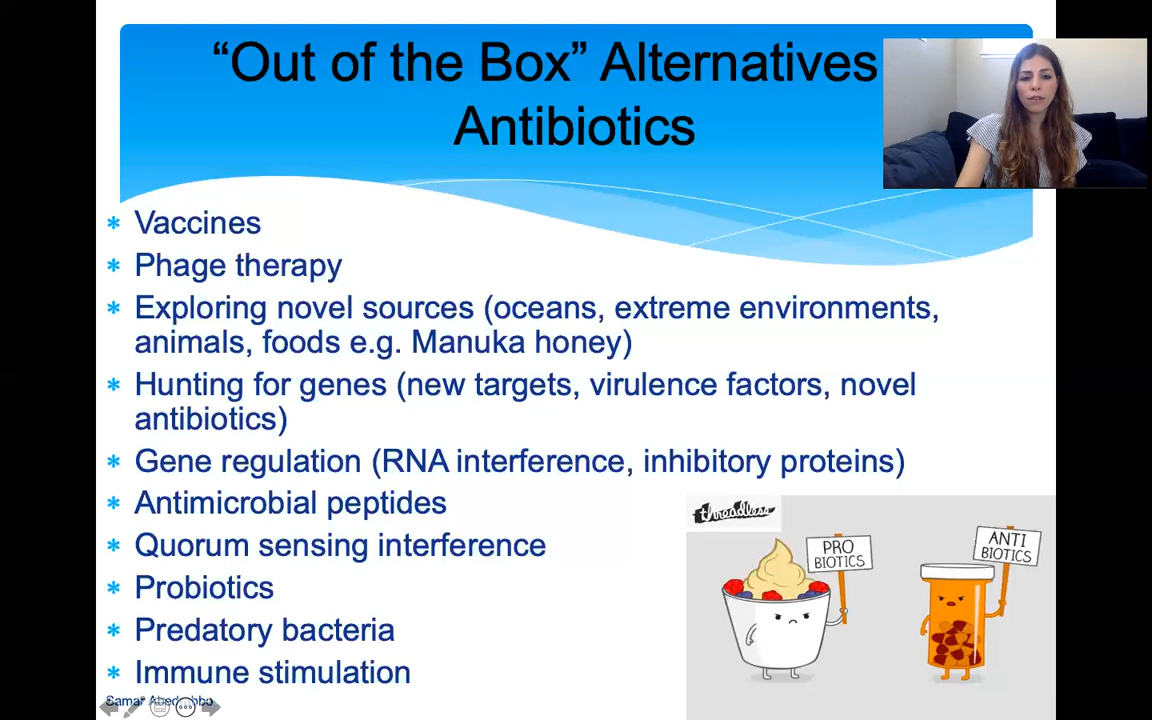 “Out of the Box” Alternatives
Antibiotics
* Vaccines
* Phage therapy
* Exploring novel sources (oceans, extreme environments,
animals, foods e.g. Manuka honey)
* Hunting for genes (new targets, virulence factors, novel
antibiotics)
* Gene regulation (RNA interference, inhibitory proteins)
* Antimicrobial peptides
* Quorum sensing interference
* Probiotics
* Predatory bacteria
* Immune stimulation
threadless
PRO
BIOTICS
ANTI
BIOTICS
Samar